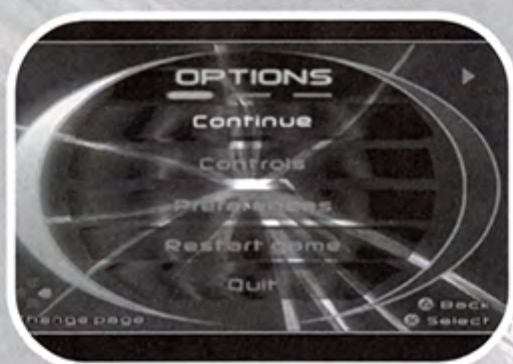 OPTIONS
Continue
Controls
Preferences
Restart game
Quit
Back
hange page
Select